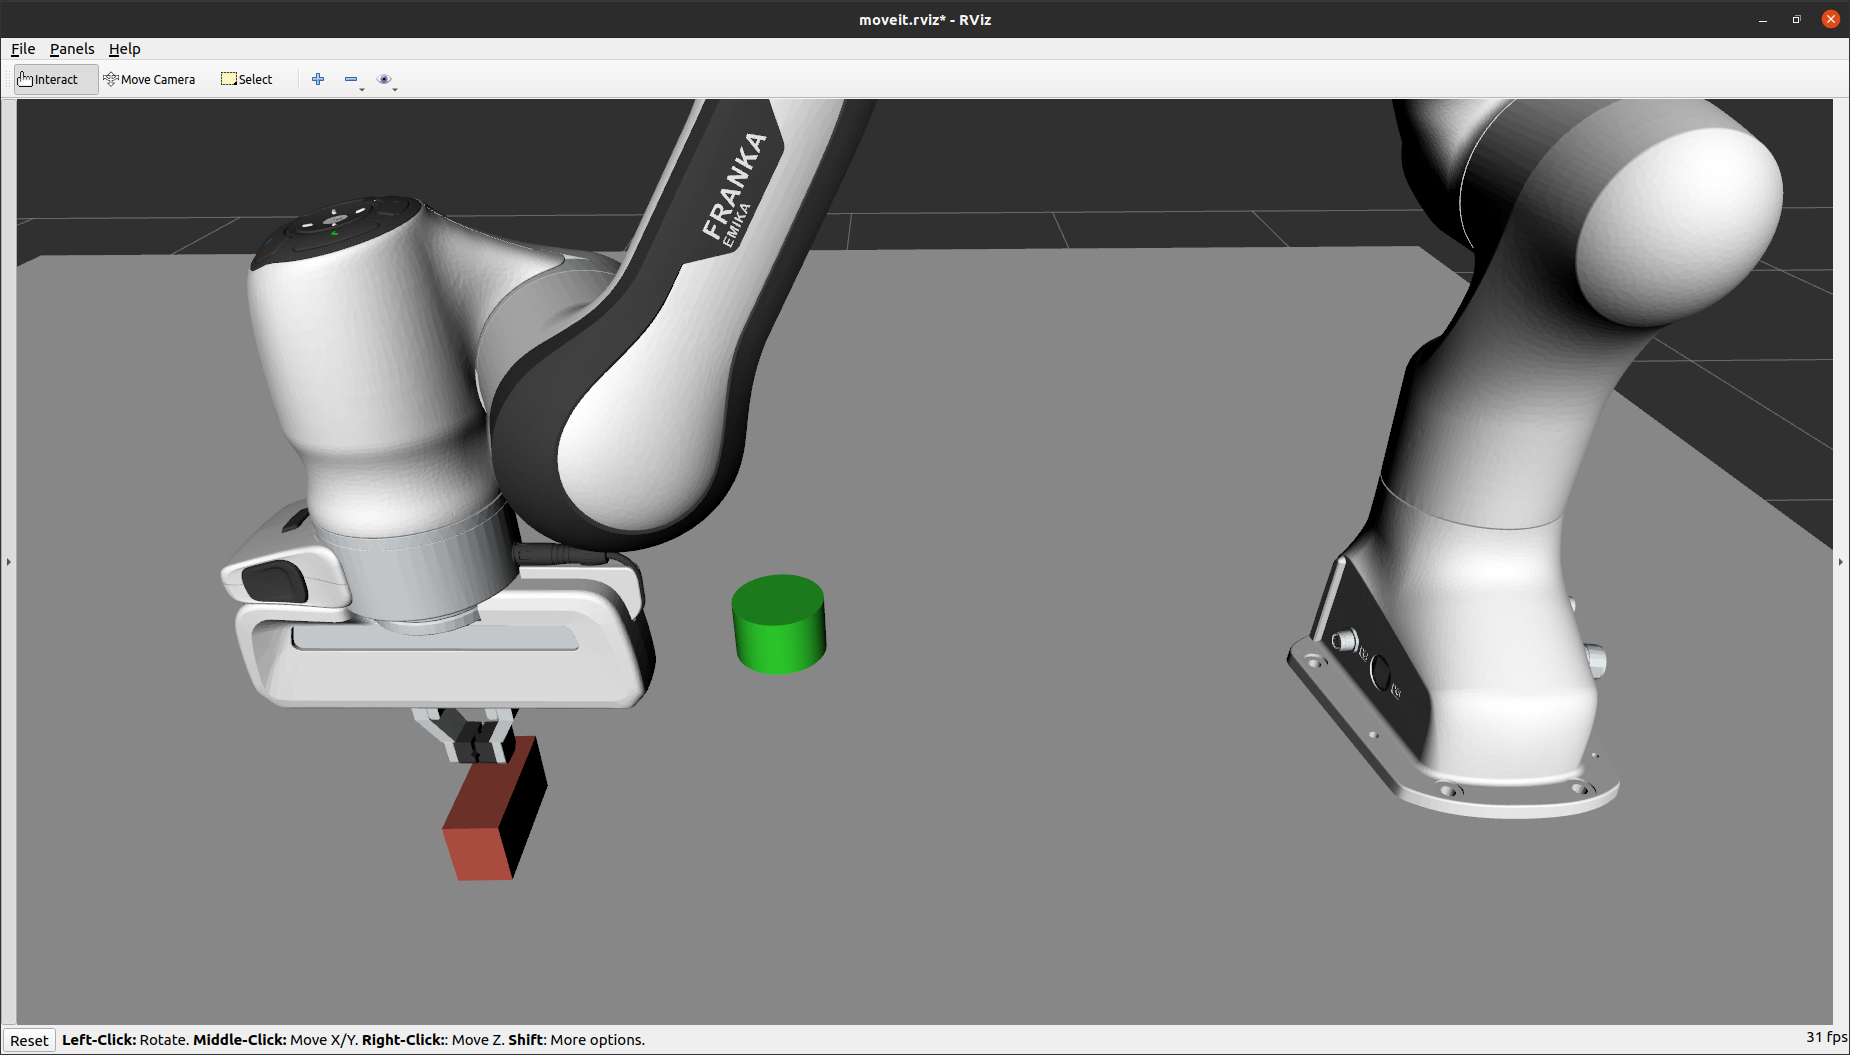 moveit.rviz* - RViz
File Panels Help
Interact Move Camera Select
FRANKA
EMIKA
Reset Left-Click: Rotate. Middle-Click: Move X/Y. Right-Click:: Move Z. Shift: More options. 31 fps